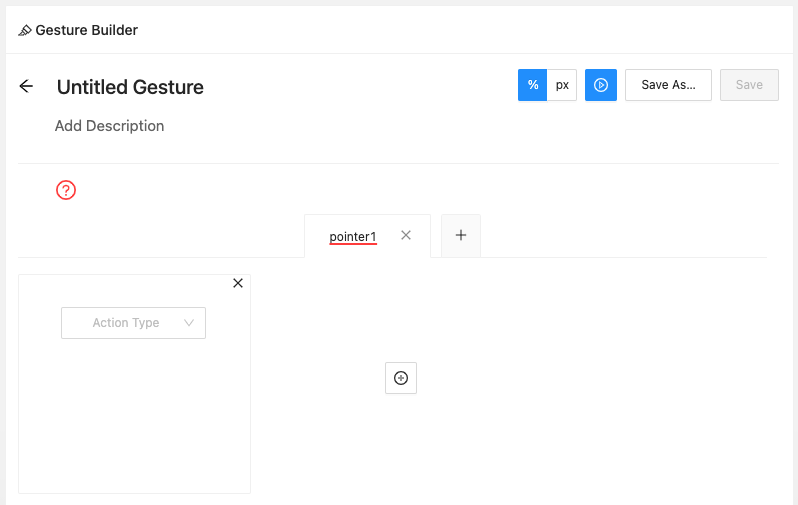 Gesture Builder
Untitled Gesture
% px Save As... Save
Add Description
?
pointer1
Action Type